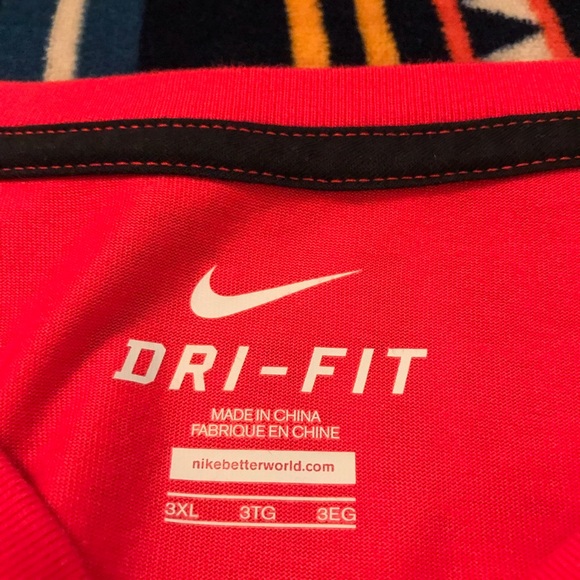 DRI-FIT
MADE IN CHINA
FABRIQUE EN CHINE
nikebetterworld.com
3XL 3TG 3EG